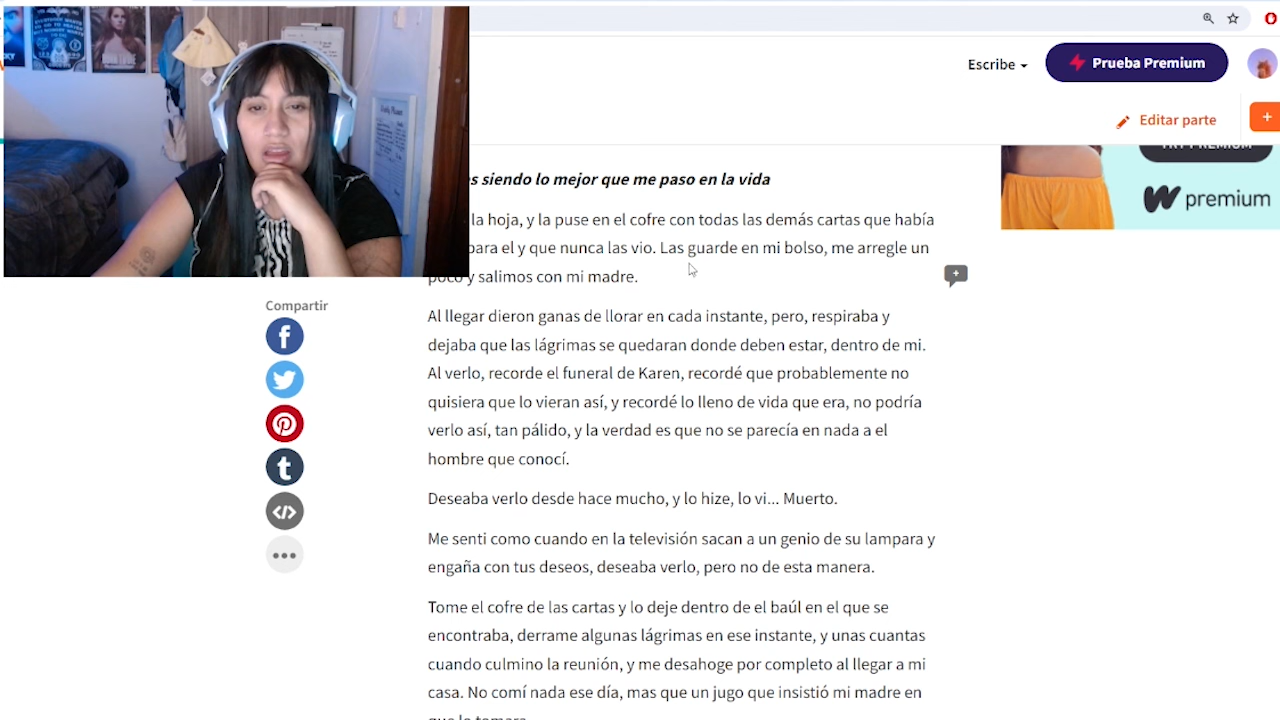 Escribe
Prueba Premium
Editar parte
+
premium
siendo lo mejor que me paso en la vida
la hoja, y la puse en el cofre con todas las demás cartas que había
para el y que nunca las vio. Las guarde en mi bolso, me arregle un
poco y salimos con mi madre.
+
Compartir
Al llegar dieron ganas de llorar en cada instante, pero, respiraba y
dejaba que las lágrimas se quedaran donde deben estar, dentro de mi.
Al verlo, recorde el funeral de Karen, recordé que probablemente no
quisiera que lo vieran así, y recordé lo lleno de vida que era, no podría
verlo así, tan pálido, y la verdad es que no se parecía en nada a el
hombre que conocí.
Deseaba verlo desde hace mucho, y lo hize, lo vi... Muerto.
Me senti como cuando en la televisión sacan a un genio de su lampara y
engaña con tus deseos, deseaba verlo, pero no de esta manera.
Tome el cofre de las cartas y lo deje dentro de el baúl en el que se
encontraba, derrame algunas lágrimas en ese instante, y unas cuantas
cuando culmino la reunión, y me desahoge por completo al llegar a mi
casa. No comí nada ese día, mas que un jugo que insistió mi madre en